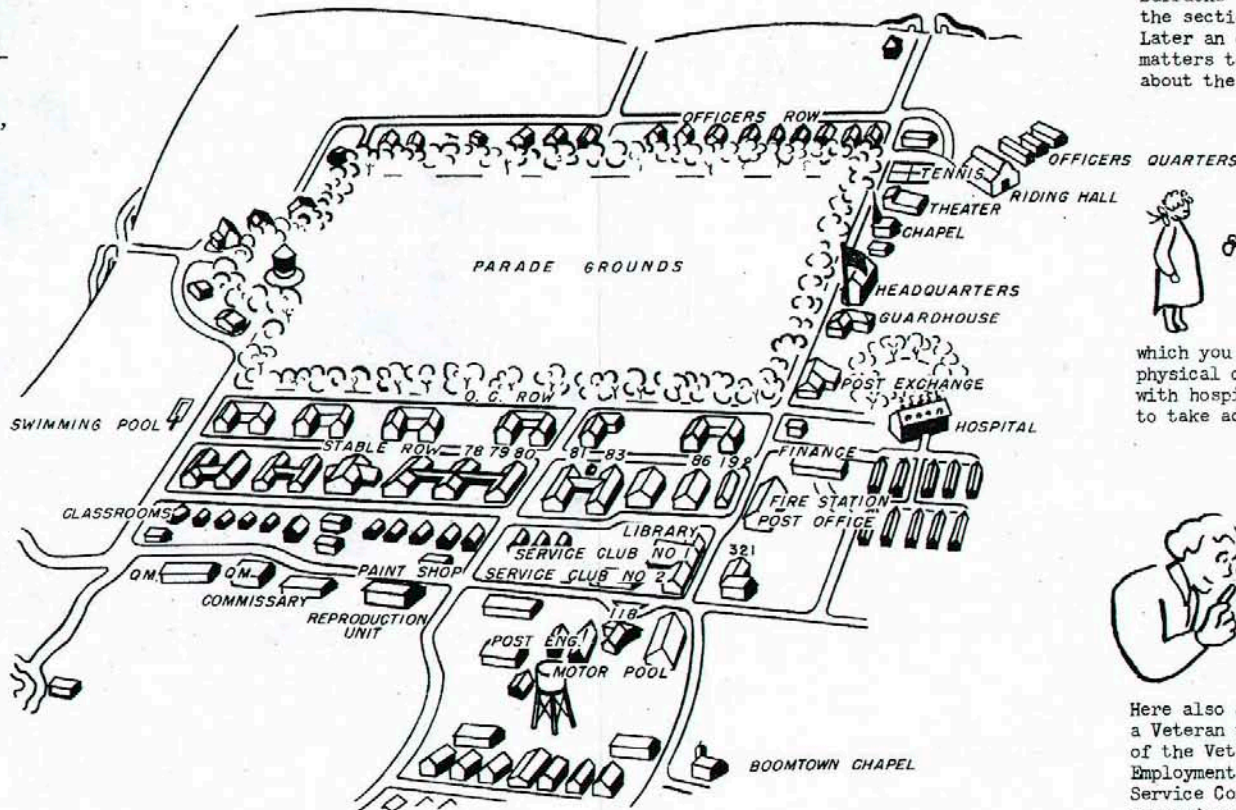 the secti
Later an
matters t
about the
OFFICERS ROW
OFFICERS QUARTERS
TENNIS
RIDING HALL
THEATER
CHAPEL
PARADE GROUNDS
HEADQUARTERS
GUARDHOUSE
which you
physical
with hospi
to take ac
POST EXCHANGE
O. C. ROW
SWIMMING POOL
HOSPITAL
STABLE ROW 78 79 80 81 83 86 198
FINANCE
FIRE STATION
POST OFFICE
CLASSROOMS
LIBRARY
SERVICE CLUB NO 1
321
Q.M. Q.M. PAINT SHOP SERVICE CLUB NO 2
COMMISSARY
REPRODUCTION
UNIT
118
POST ENG.
MOTOR POOL
Here also
a Veteran
of the Vet
Employment
Service Co
BOOMTOWN CHAPEL